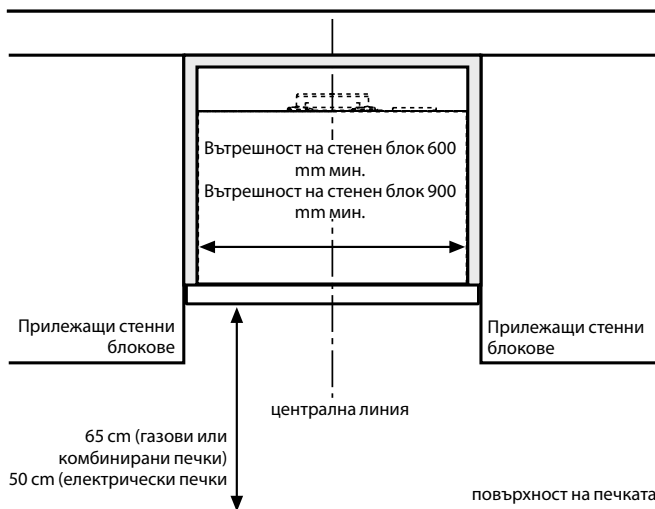 Вътрешност на стенен блок 600
mm мин.
Вътрешност на стенен блок 900
mm мин.
Прилежащи стенни
блокове
Прилежащи стенни
блокове
централна линия
65 cm (газови или
комбинирани печки)
50 cm (електрически печки
повърхност на печката